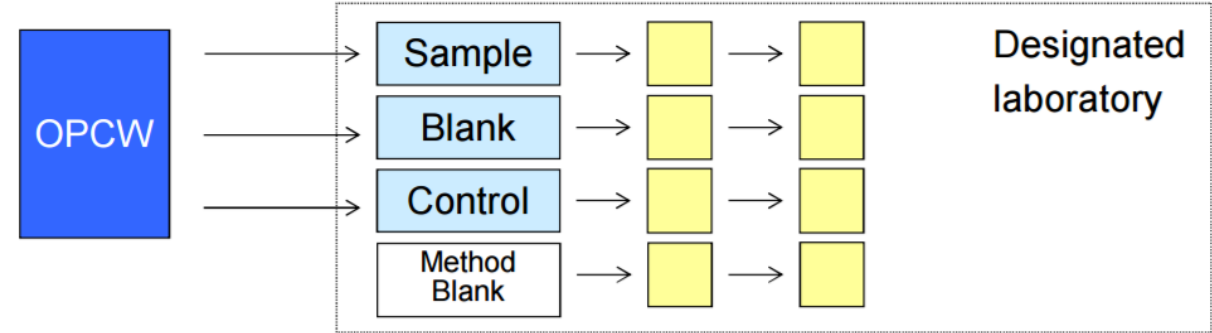 OPCW
Sample
Blank
Control
Method
Blank
Designated
laboratory